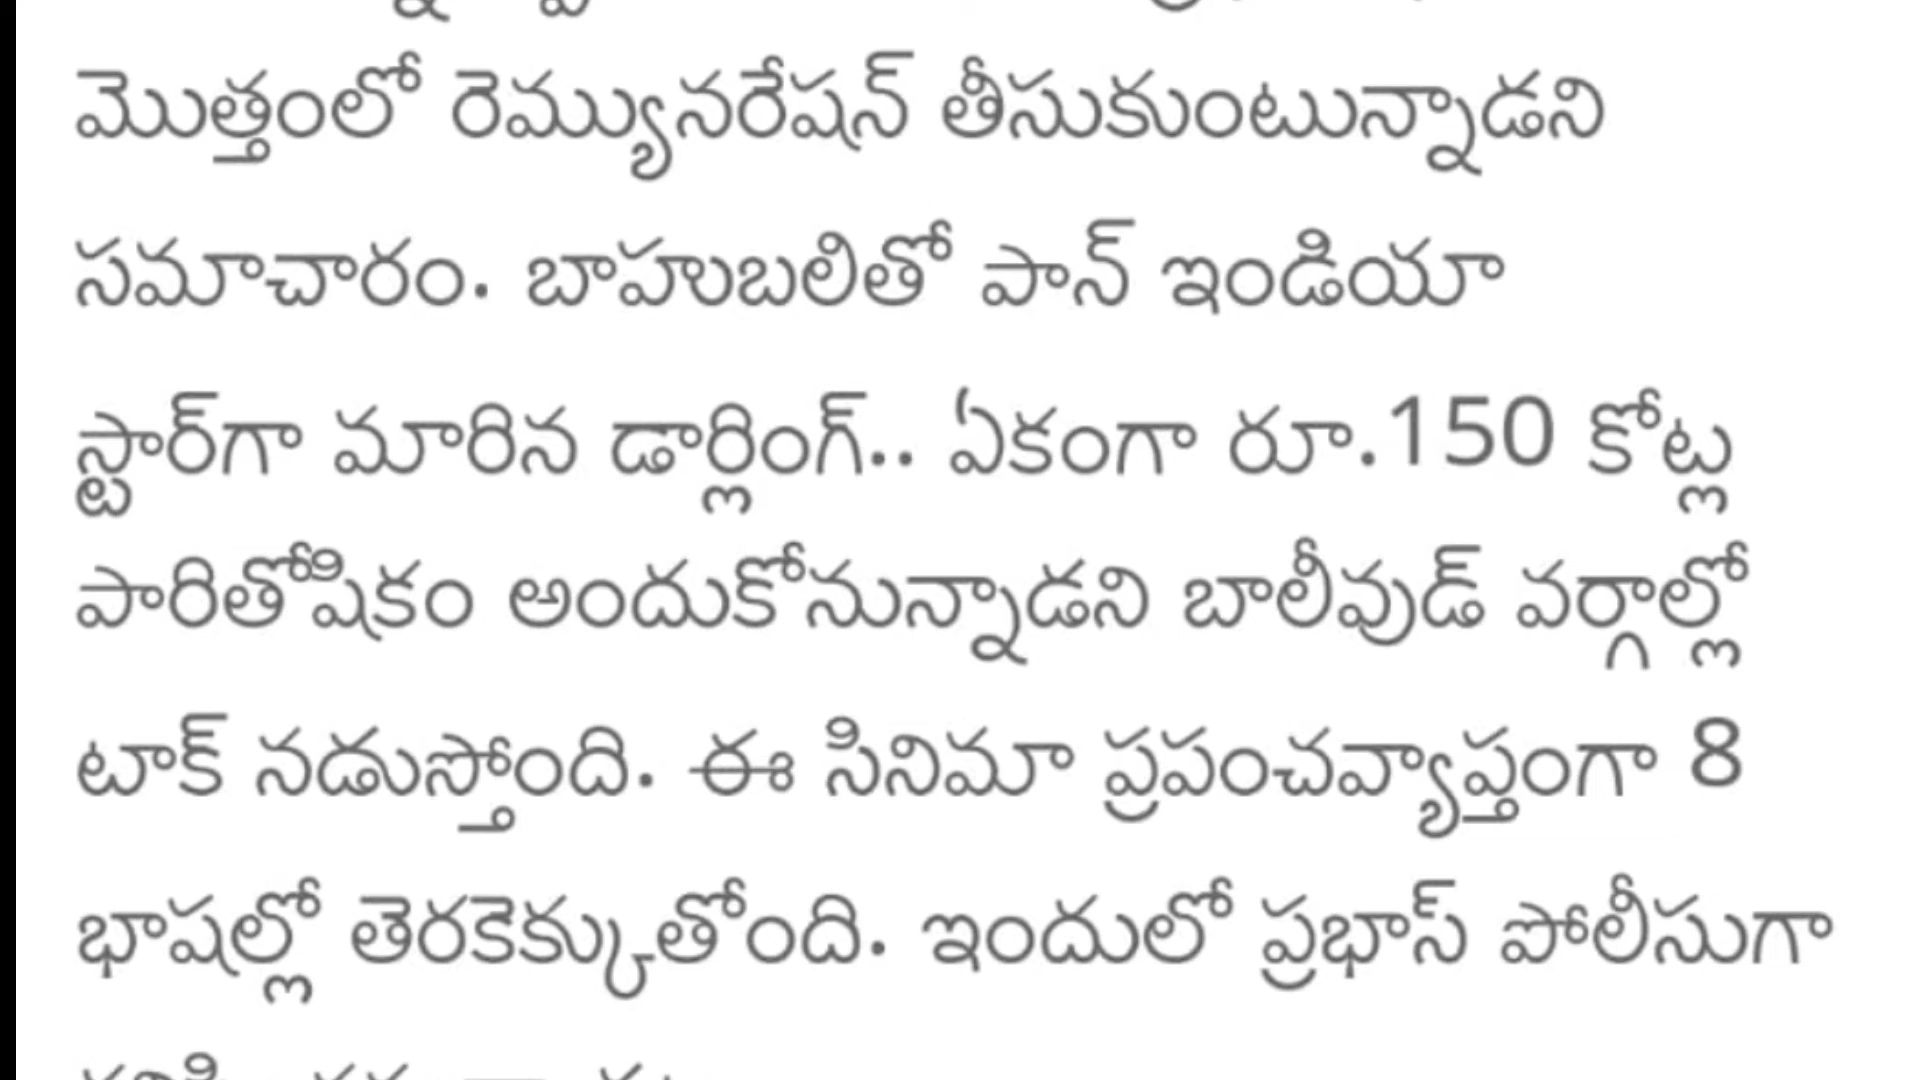 మొత్తంలో రెమ్యునరేషన్ తీసుకుంటున్నాడని
సమాచారం. బాహుబలితో పాన్ ఇండియా
స్టార్‌గా మారిన డార్లింగ్.. ఏకంగా రూ.150 కోట్ల
పారితోషికం అందుకోనున్నాడని బాలీవుడ్ వర్గాల్లో
టాక్ నడుస్తోంది. ఈ సినిమా ప్రపంచవ్యాప్తంగా 8
భాషల్లో తెరకెక్కుతోంది. ఇందులో ప్రభాస్ పోలీసుగా